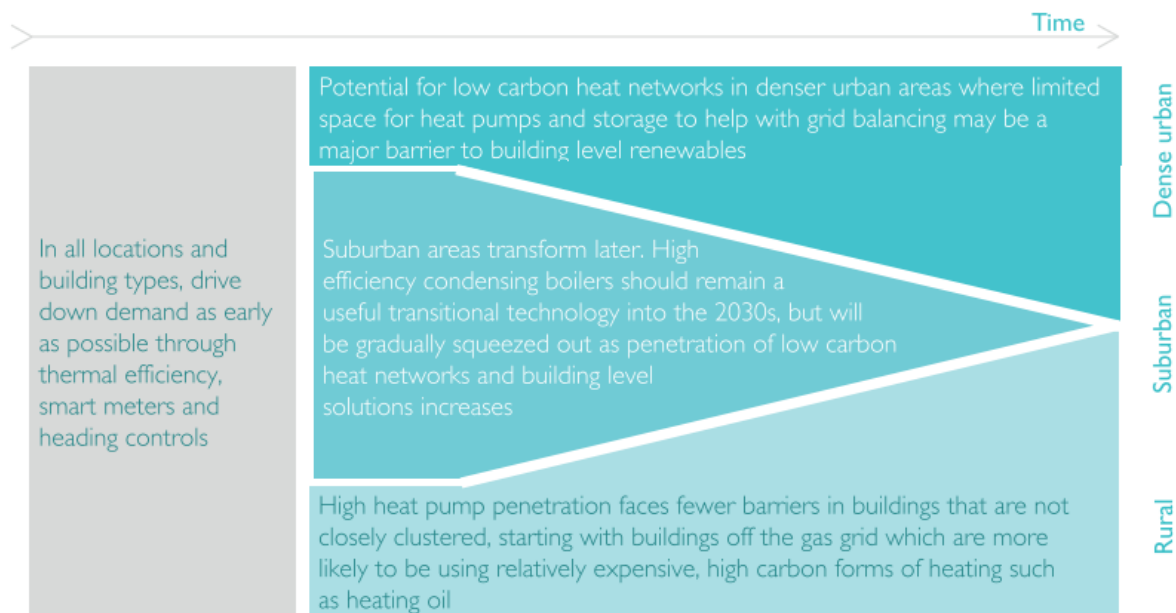 Time
In all locations and
building types, drive
down demand as early
as possible through
thermal efficiency,
smart meters and
heading controls
Potential for low carbon heat networks in denser urban areas where limited
space for heat pumps and storage to help with grid balancing may be a
major barrier to building level renewables
Suburban areas transform later. High
efficiency condensing boilers should remain a
useful transitional technology into the 2030s, but will
be gradually squeezed out as penetration of low carbon
heat networks and building level
solutions increases
High heat pump penetration faces fewer barriers in buildings that are not
closely clustered, starting with buildings off the gas grid which are more
likely to be using relatively expensive, high carbon forms of heating such
as heating oil
Dense urban
Suburban
Rural